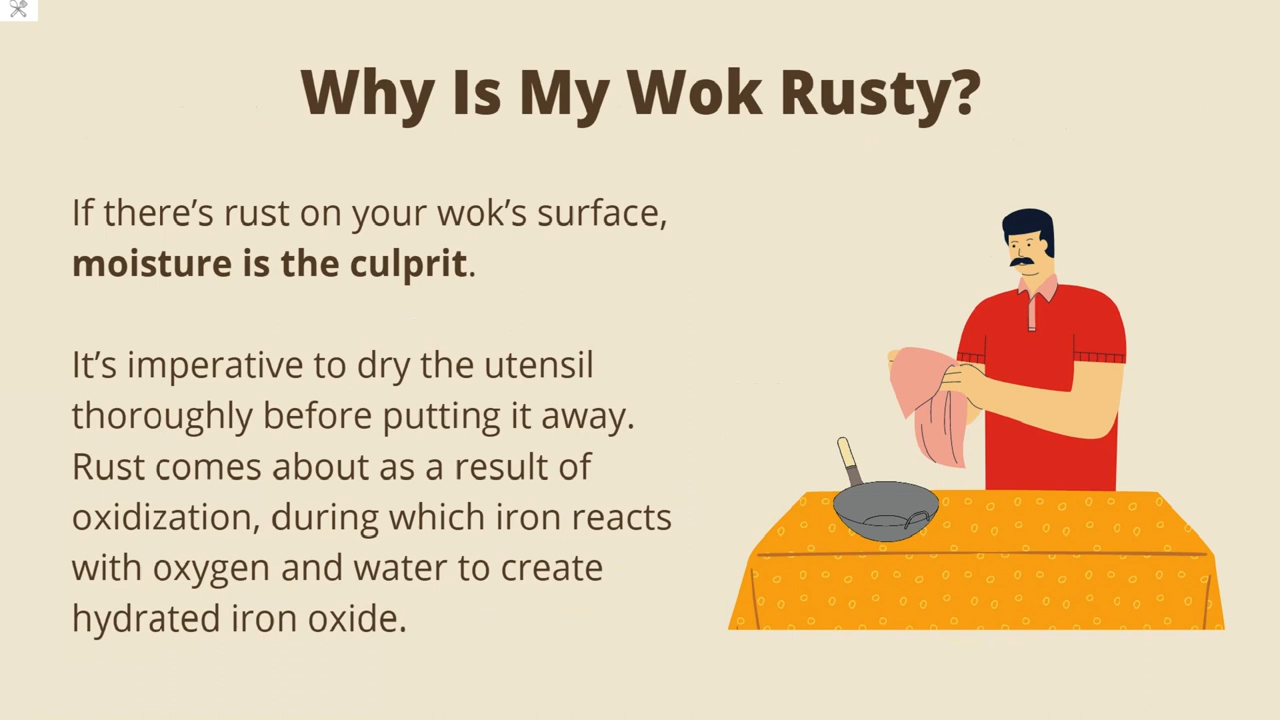 Why Is My Wok Rusty?
If there’s rust on your wok’s surface,
moisture is the culprit.
It’s imperative to dry the utensil
thoroughly before putting it away.
Rust comes about as a result of
oxidization, during which iron reacts
with oxygen and water to create
hydrated iron oxide.